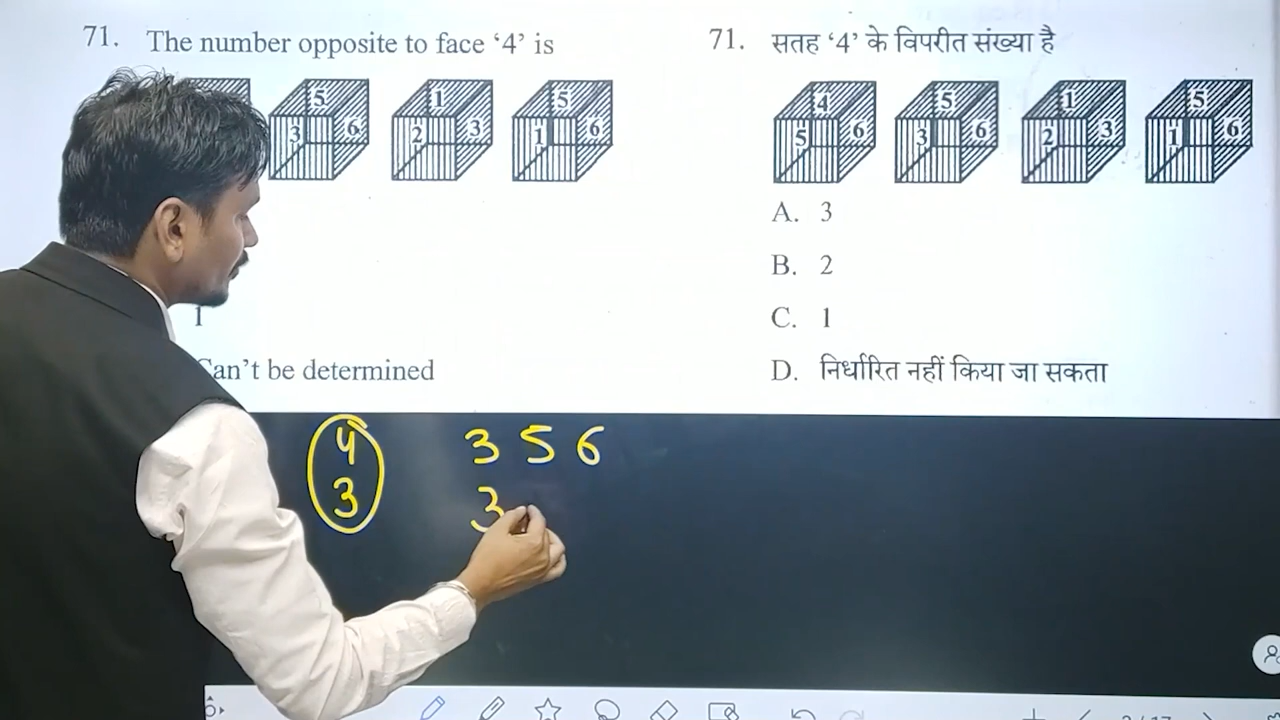 71. The number opposite to face ‘4’ is
5 3 6
1 2 3
5 1 6
1
Can’t be determined
71. सतह ‘4’ के विपरीत संख्या है
4 5 6
5 3 6
1 2 3
5 1 6
A. 3
B. 2
C. 1
D. निर्धारित नहीं किया जा सकता
4
3
3 5 6
3